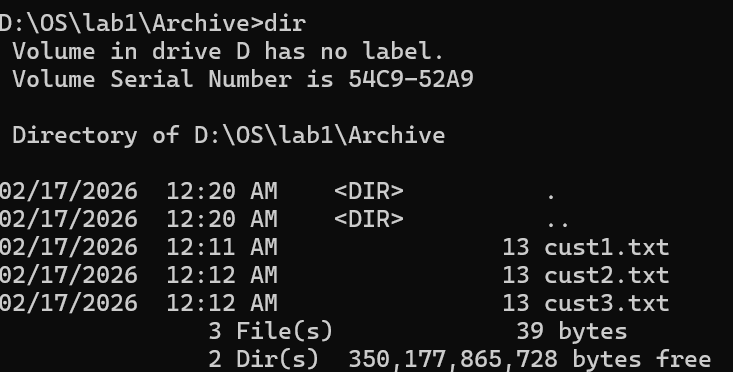 D:\OS\lab1\Archive>dir
 Volume in drive D has no label.
 Volume Serial Number is 54C9-52A9

 Directory of D:\OS\lab1\Archive

02/17/2026  12:20 AM    <DIR>          .
02/17/2026  12:20 AM    <DIR>          ..
02/17/2026  12:11 AM                13 cust1.txt
02/17/2026  12:12 AM                13 cust2.txt
02/17/2026  12:12 AM                13 cust3.txt
               3 File(s)             39 bytes
               2 Dir(s)  350,177,865,728 bytes free